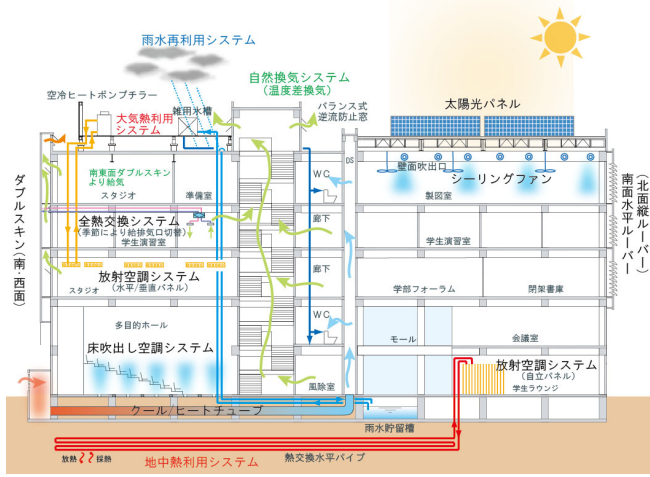 雨水再利用システム
自然換気システム
（温度差換気）
空冷ヒートポンプチラー
大気熱利用
システム
雑用水槽
バランス式
逆流防止窓
太陽光パネル
DS
壁面吹出口
シーリングファン
WC
南東面ダブルスキン
より給気
スタジオ
準備室
製図室
ダブルスキン（南・西面）
（北面縦ルーバー）
南面水平ルーバー
全熱交換システム
（季節により給排気口切替）
学生演習室
廊下
学生演習室
放射空調システム
（水平/垂直パネル）
スタジオ
廊下
学部フォーラム
閉架書庫
多目的ホール
床吹出し空調システム
WC
モール
会議室
放射空調システム
（自立パネル）
学生ラウンジ
風除室
クール/ヒートチューブ
雨水貯留槽
放熱
採熱
地中熱利用システム
熱交換水平パイプ